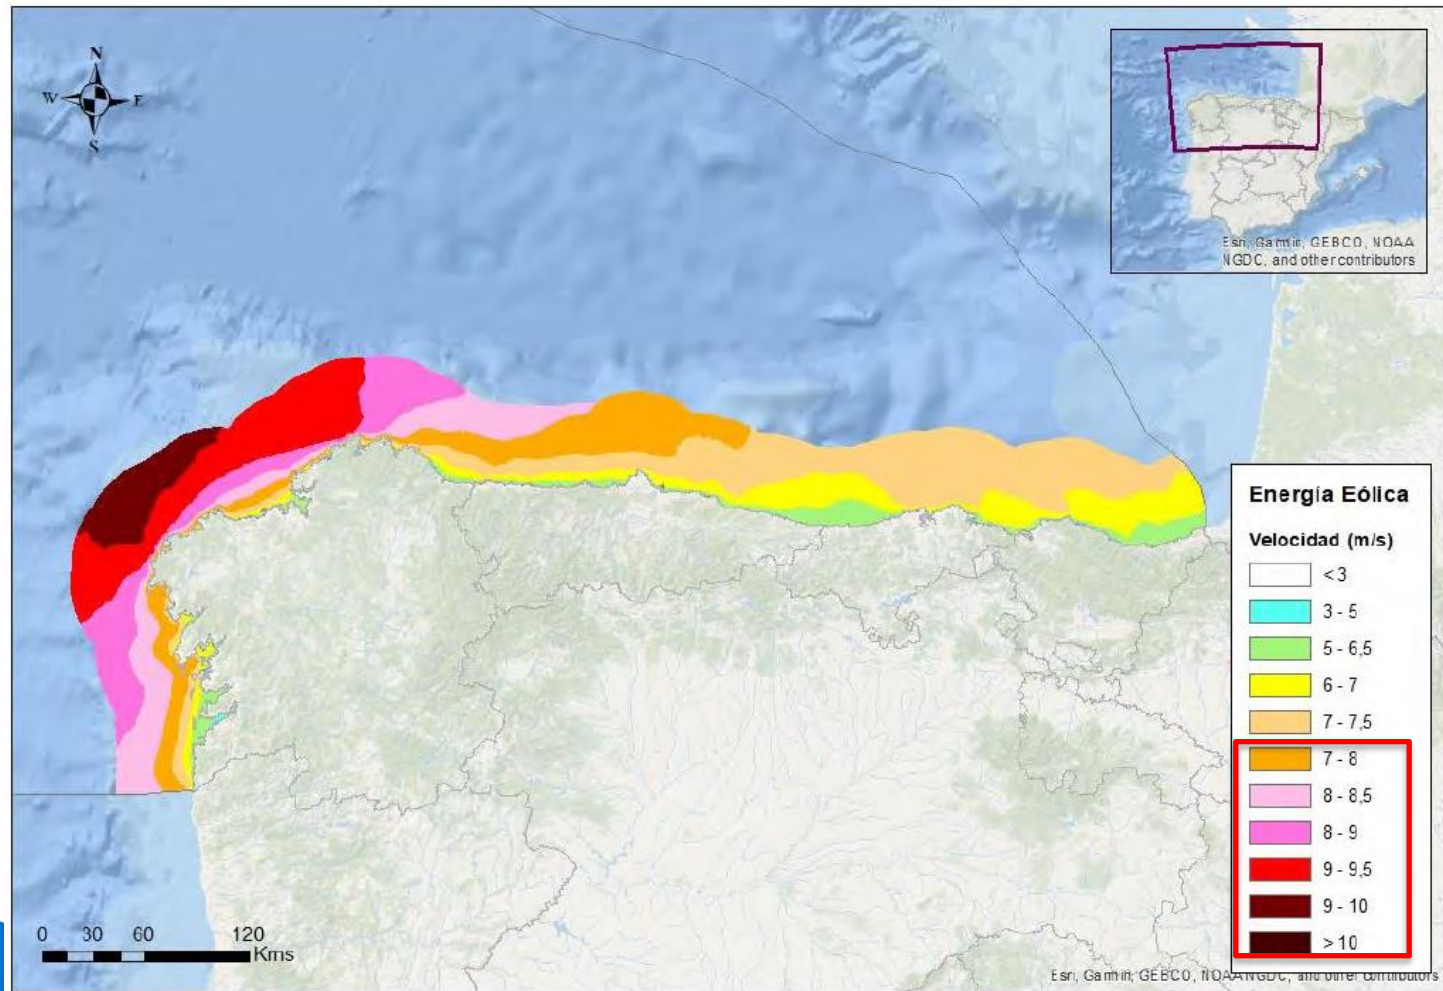 N
W E
S
Esri, Garmin, GEBCO, NOAA
NGDC, and other contributors
Energía Eólica
Velocidad (m/s)
< 3
3 - 5
5 - 6,5
6 - 7
7 - 7,5
7 - 8
8 - 8,5
8 - 9
9 - 9,5
9 - 10
> 10
0 30 60 120
Kms
Esri, Garmin, GEBCO, NOAA NGDC, and other contributors